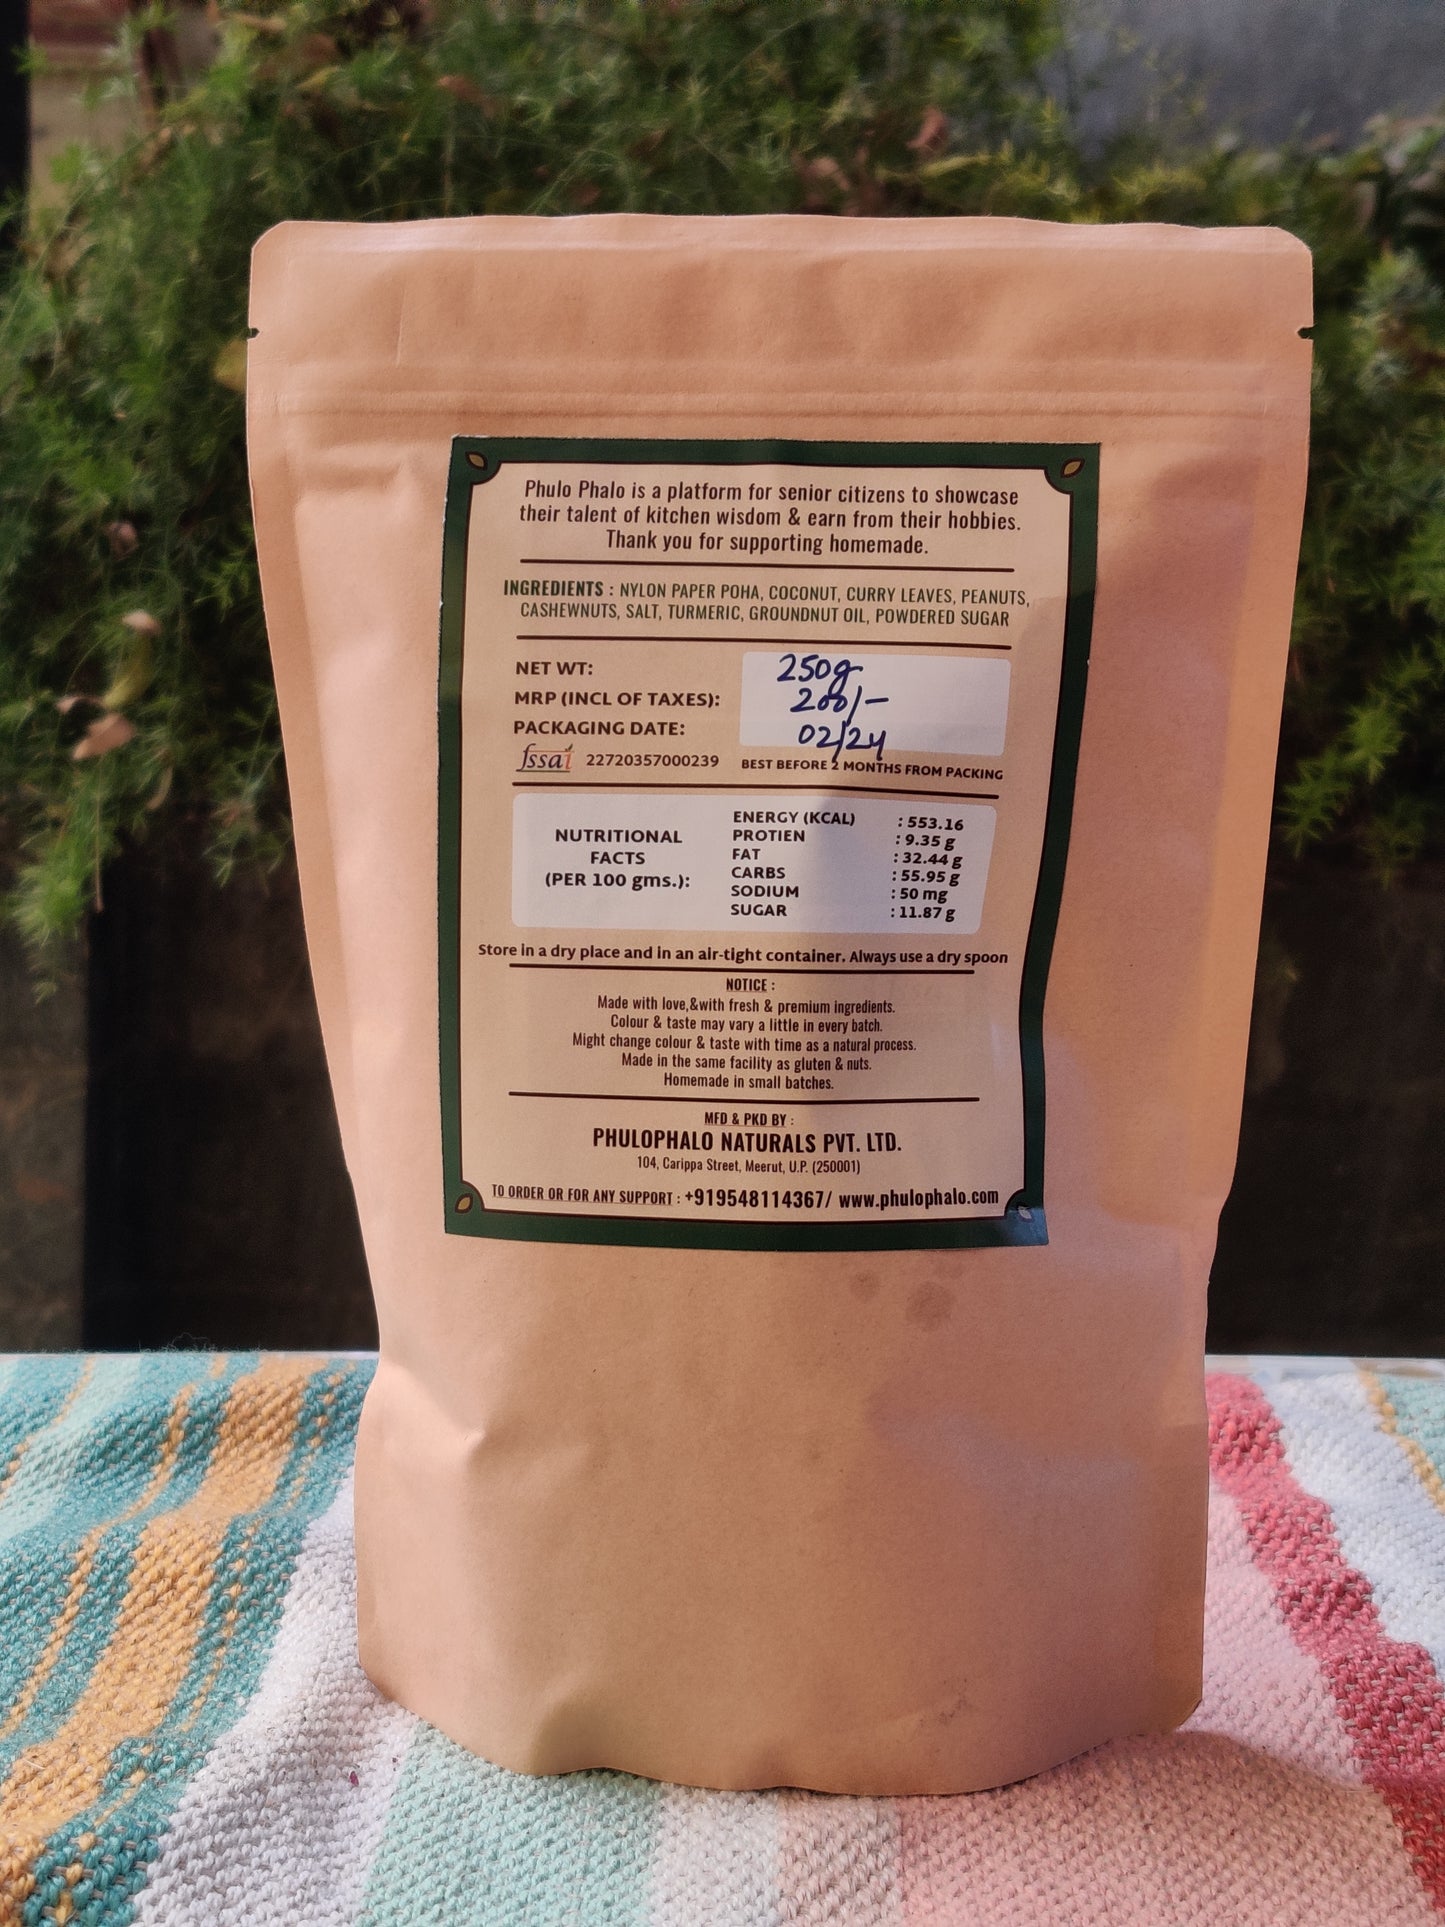 Phulo Phalo is a platform for senior citizens to showcase
their talent of kitchen wisdom & earn from their hobbies.
Thank you for supporting homemade.
INGREDIENTS : NYLON PAPER POHA, COCONUT, CURRY LEAVES, PEANUTS,
CASHEWNUTS, SALT, TURMERIC, GROUNDNUT OIL, POWDERED SUGAR
NET WT: 250g
MRP (INCL OF TAXES): 200/-
PACKAGING DATE: 02/24
fssai 22720357000239 BEST BEFORE 2 MONTHS FROM PACKING
NUTRITIONAL
FACTS
(PER 100 gms.):
ENERGY (KCAL) : 553.16
PROTIEN : 9.35 g
FAT : 32.44 g
CARBS : 55.95 g
SODIUM : 50 mg
SUGAR : 11.87 g
Store in a dry place and in an air-tight container. Always use a dry spoon
NOTICE :
Made with love,&with fresh & premium ingredients.
Colour & taste may vary a little in every batch.
Might change colour & taste with time as a natural process.
Made in the same facility as gluten & nuts.
Homemade in small batches.
MFD & PKD BY :
PHULOPHALO NATURALS PVT. LTD.
104, Carippa Street, Meerut, U.P. (250001)
TO ORDER OR FOR ANY SUPPORT : +919548114367/ www.phulophalo.com